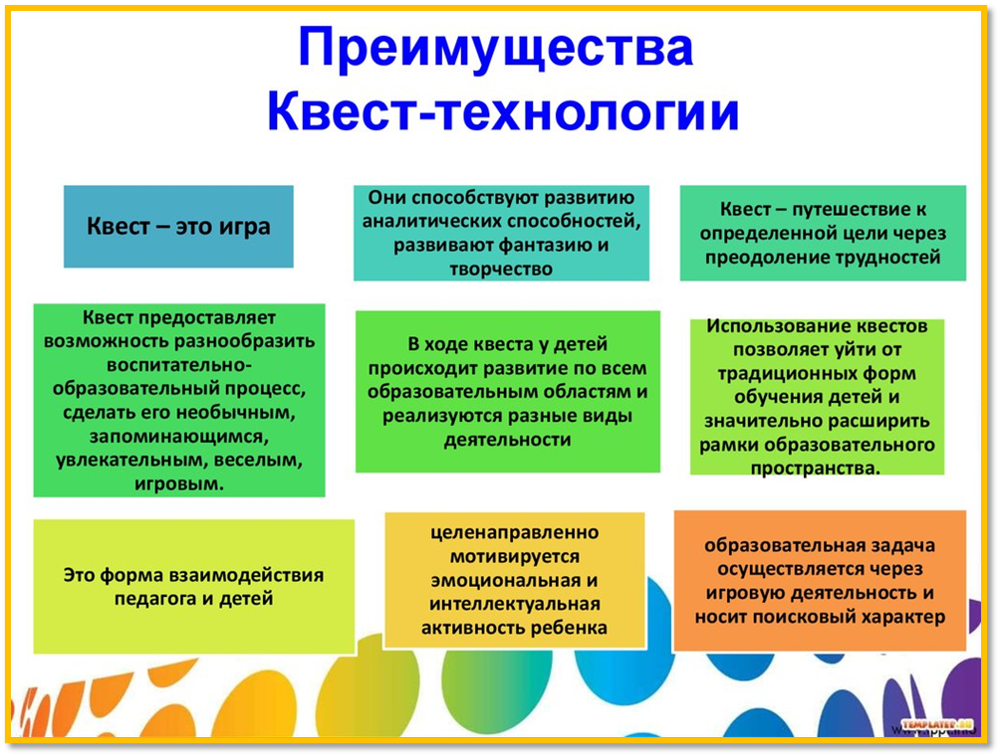 Преимущества
Квест-технологии
Квест – это игра
Они способствуют развитию
аналитических способностей,
развивают фантазию и
творчество
Квест – путешествие к
определенной цели через
преодоление трудностей
Квест предоставляет
возможность разнообразить
воспитательно-
образовательный процесс,
сделать его необычным,
запоминающимся,
увлекательным, веселым,
игровым.
В ходе квеста у детей
происходит развитие по всем
образовательным областям и
реализуются разные виды
деятельности
Использование квестов
позволяет уйти от
традиционных форм
обучения детей и
значительно расширить
рамки образовательного
пространства.
Это форма взаимодействия
педагога и детей
целенаправленно
мотивируется
эмоциональная и
интеллектуальная
активность ребенка
образовательная задача
осуществляется через
игровую деятельность и
носит поисковый характер